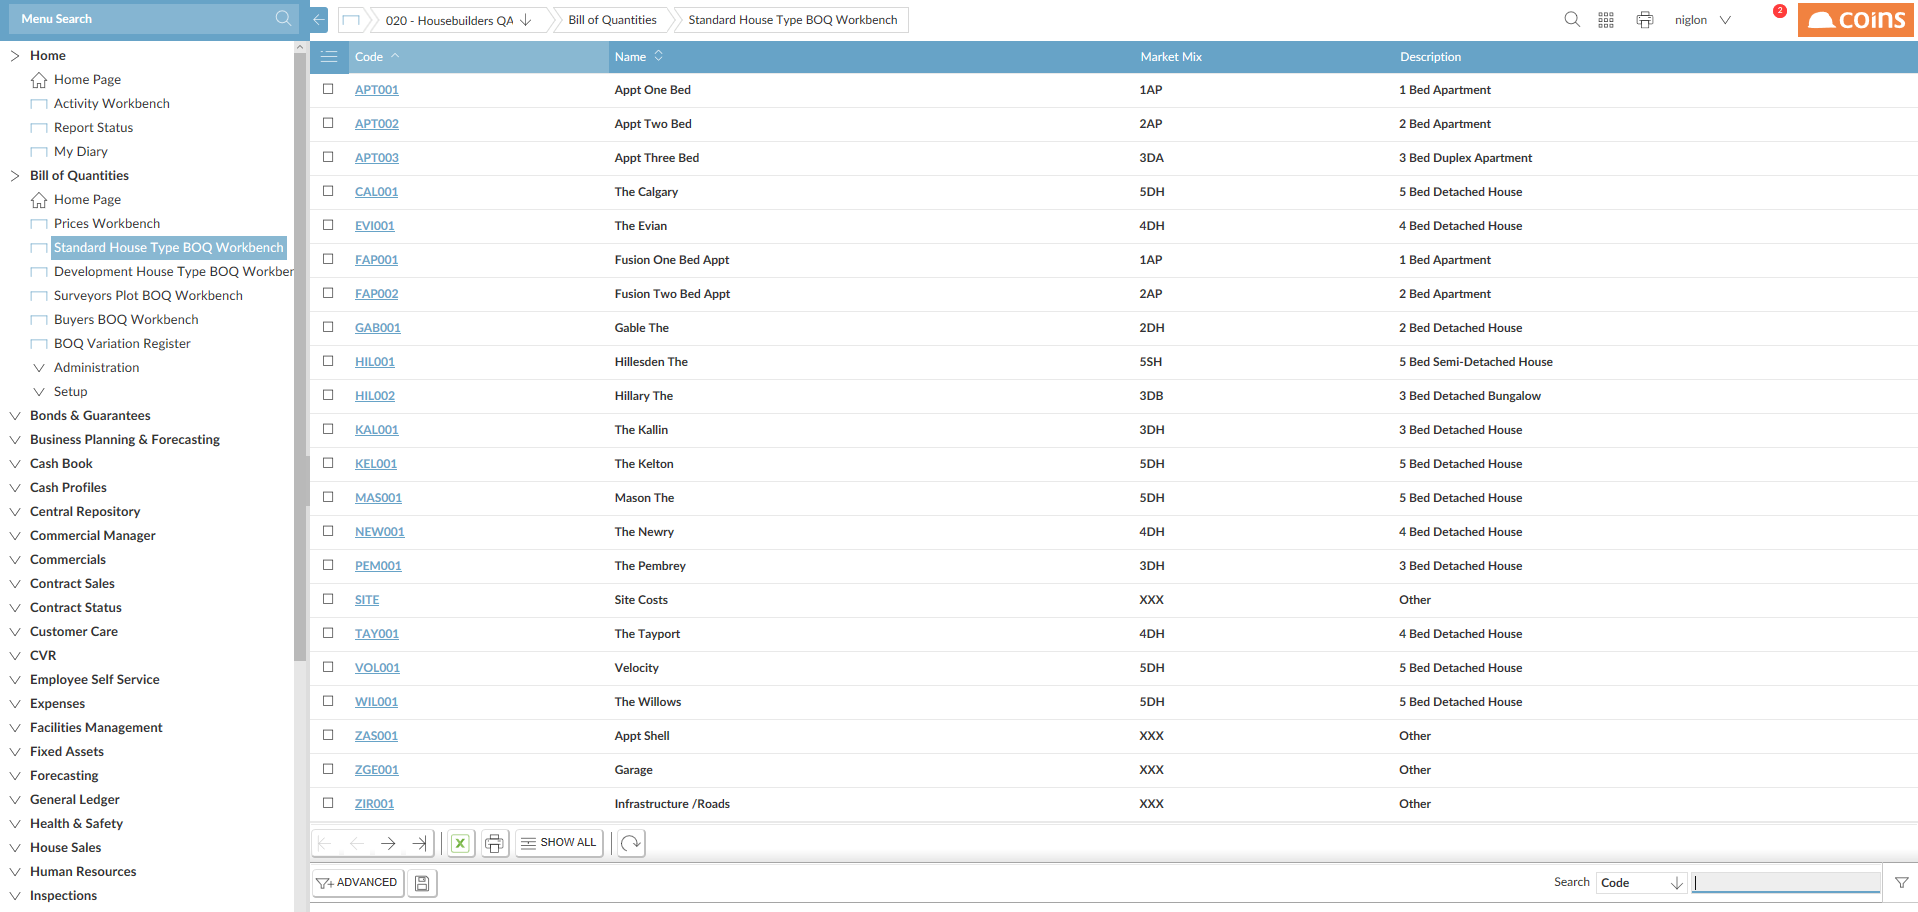 Menu Search
020 - Housebuilders QA
Bill of Quantities
Standard House Type BOQ Workbench
niglon
2
coins
Home
Home Page
Activity Workbench
Report Status
My Diary
Bill of Quantities
Home Page
Prices Workbench
Standard House Type BOQ Workbench
Development House Type BOQ Workber
Surveyors Plot BOQ Workbench
Buyers BOQ Workbench
BOQ Variation Register
Administration
Setup
Bonds & Guarantees
Business Planning & Forecasting
Cash Book
Cash Profiles
Central Repository
Commercial Manager
Commercials
Contract Sales
Contract Status
Customer Care
CVR
Employee Self Service
Expenses
Facilities Management
Fixed Assets
Forecasting
General Ledger
Health & Safety
House Sales
Human Resources
Inspections
Code Name Market Mix Description
APT001 Appt One Bed 1AP 1 Bed Apartment
APT002 Appt Two Bed 2AP 2 Bed Apartment
APT003 Appt Three Bed 3DA 3 Bed Duplex Apartment
CAL001 The Calgary 5DH 5 Bed Detached House
EVI001 The Evian 4DH 4 Bed Detached House
FAP001 Fusion One Bed Appt 1AP 1 Bed Apartment
FAP002 Fusion Two Bed Appt 2AP 2 Bed Apartment
GAB001 Gable The 2DH 2 Bed Detached House
HIL001 Hillesden The 5SH 5 Bed Semi-Detached House
HIL002 Hillary The 3DB 3 Bed Detached Bungalow
KAL001 The Kallin 3DH 3 Bed Detached House
KEL001 The Kelton 5DH 5 Bed Detached House
MAS001 Mason The 5DH 5 Bed Detached House
NEW001 The Newry 4DH 4 Bed Detached House
PEM001 The Pembrey 3DH 3 Bed Detached House
SITE Site Costs XXX Other
TAY001 The Tayport 4DH 4 Bed Detached House
VOL001 Velocity 5DH 5 Bed Detached House
WIL001 The Willows 5DH 5 Bed Detached House
ZAS001 Appt Shell XXX Other
ZGE001 Garage XXX Other
ZIR001 Infrastructure /Roads XXX Other
SHOW ALL
ADVANCED
Search Code